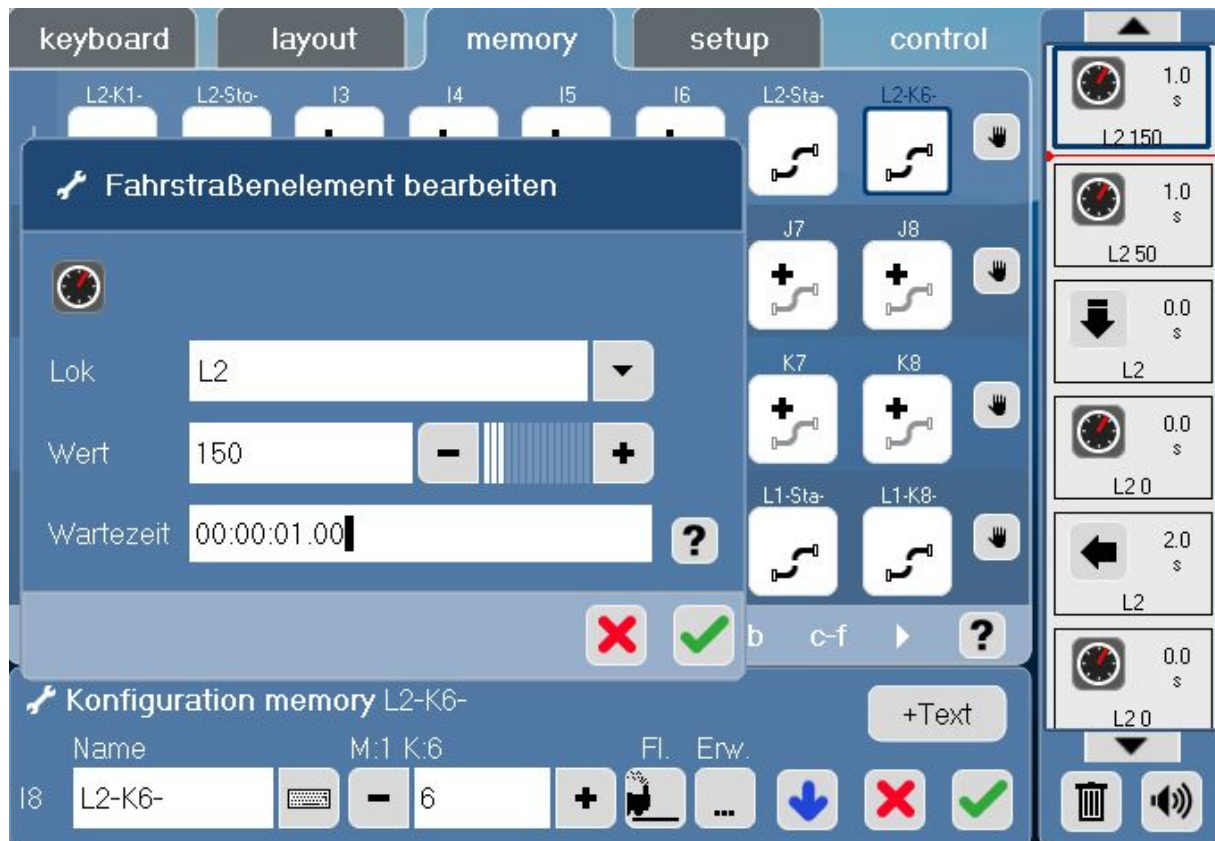 keyboard layout memory setup control
L2-K1- L2-Sto- I3 I4 I5 I6 L2-Sta- L2-K6-
Fahrstraßenelement bearbeiten
J7 J8
Lok L2
K7 K8
Wert 150
L1-Sta- L1-K8-
Wartezeit 00:00:01.00 ?
b c-f ?
Konfiguration memory L2-K6-
+Text
Name M:1 K:6 Fl. Erw.
I8 L2-K6- 6 ...
1.0
s
L2 150
1.0
s
L2 50
0.0
s
L2
0.0
s
L2 0
2.0
s
L2
0.0
s
L2 0